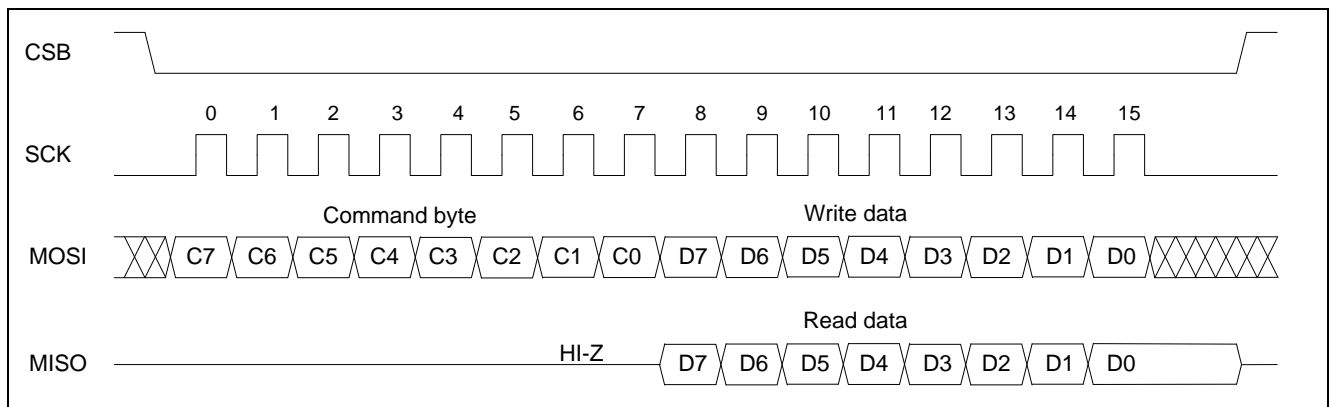 CSB
0 1 2 3 4 5 6 7 8 9 10 11 12 13 14 15
SCK
Command byte Write data
MOSI C7 C6 C5 C4 C3 C2 C1 C0 D7 D6 D5 D4 D3 D2 D1 D0
Read data
HI-Z
MISO D7 D6 D5 D4 D3 D2 D1 D0